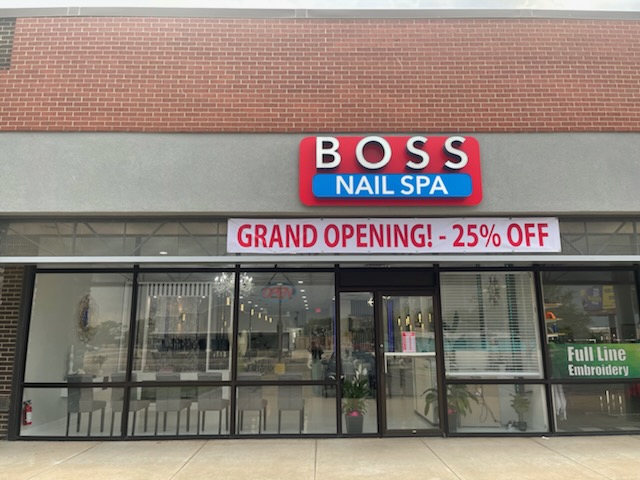 BOSS
NAIL SPA
GRAND OPENING! - 25% OFF
Full Line
Embroidery